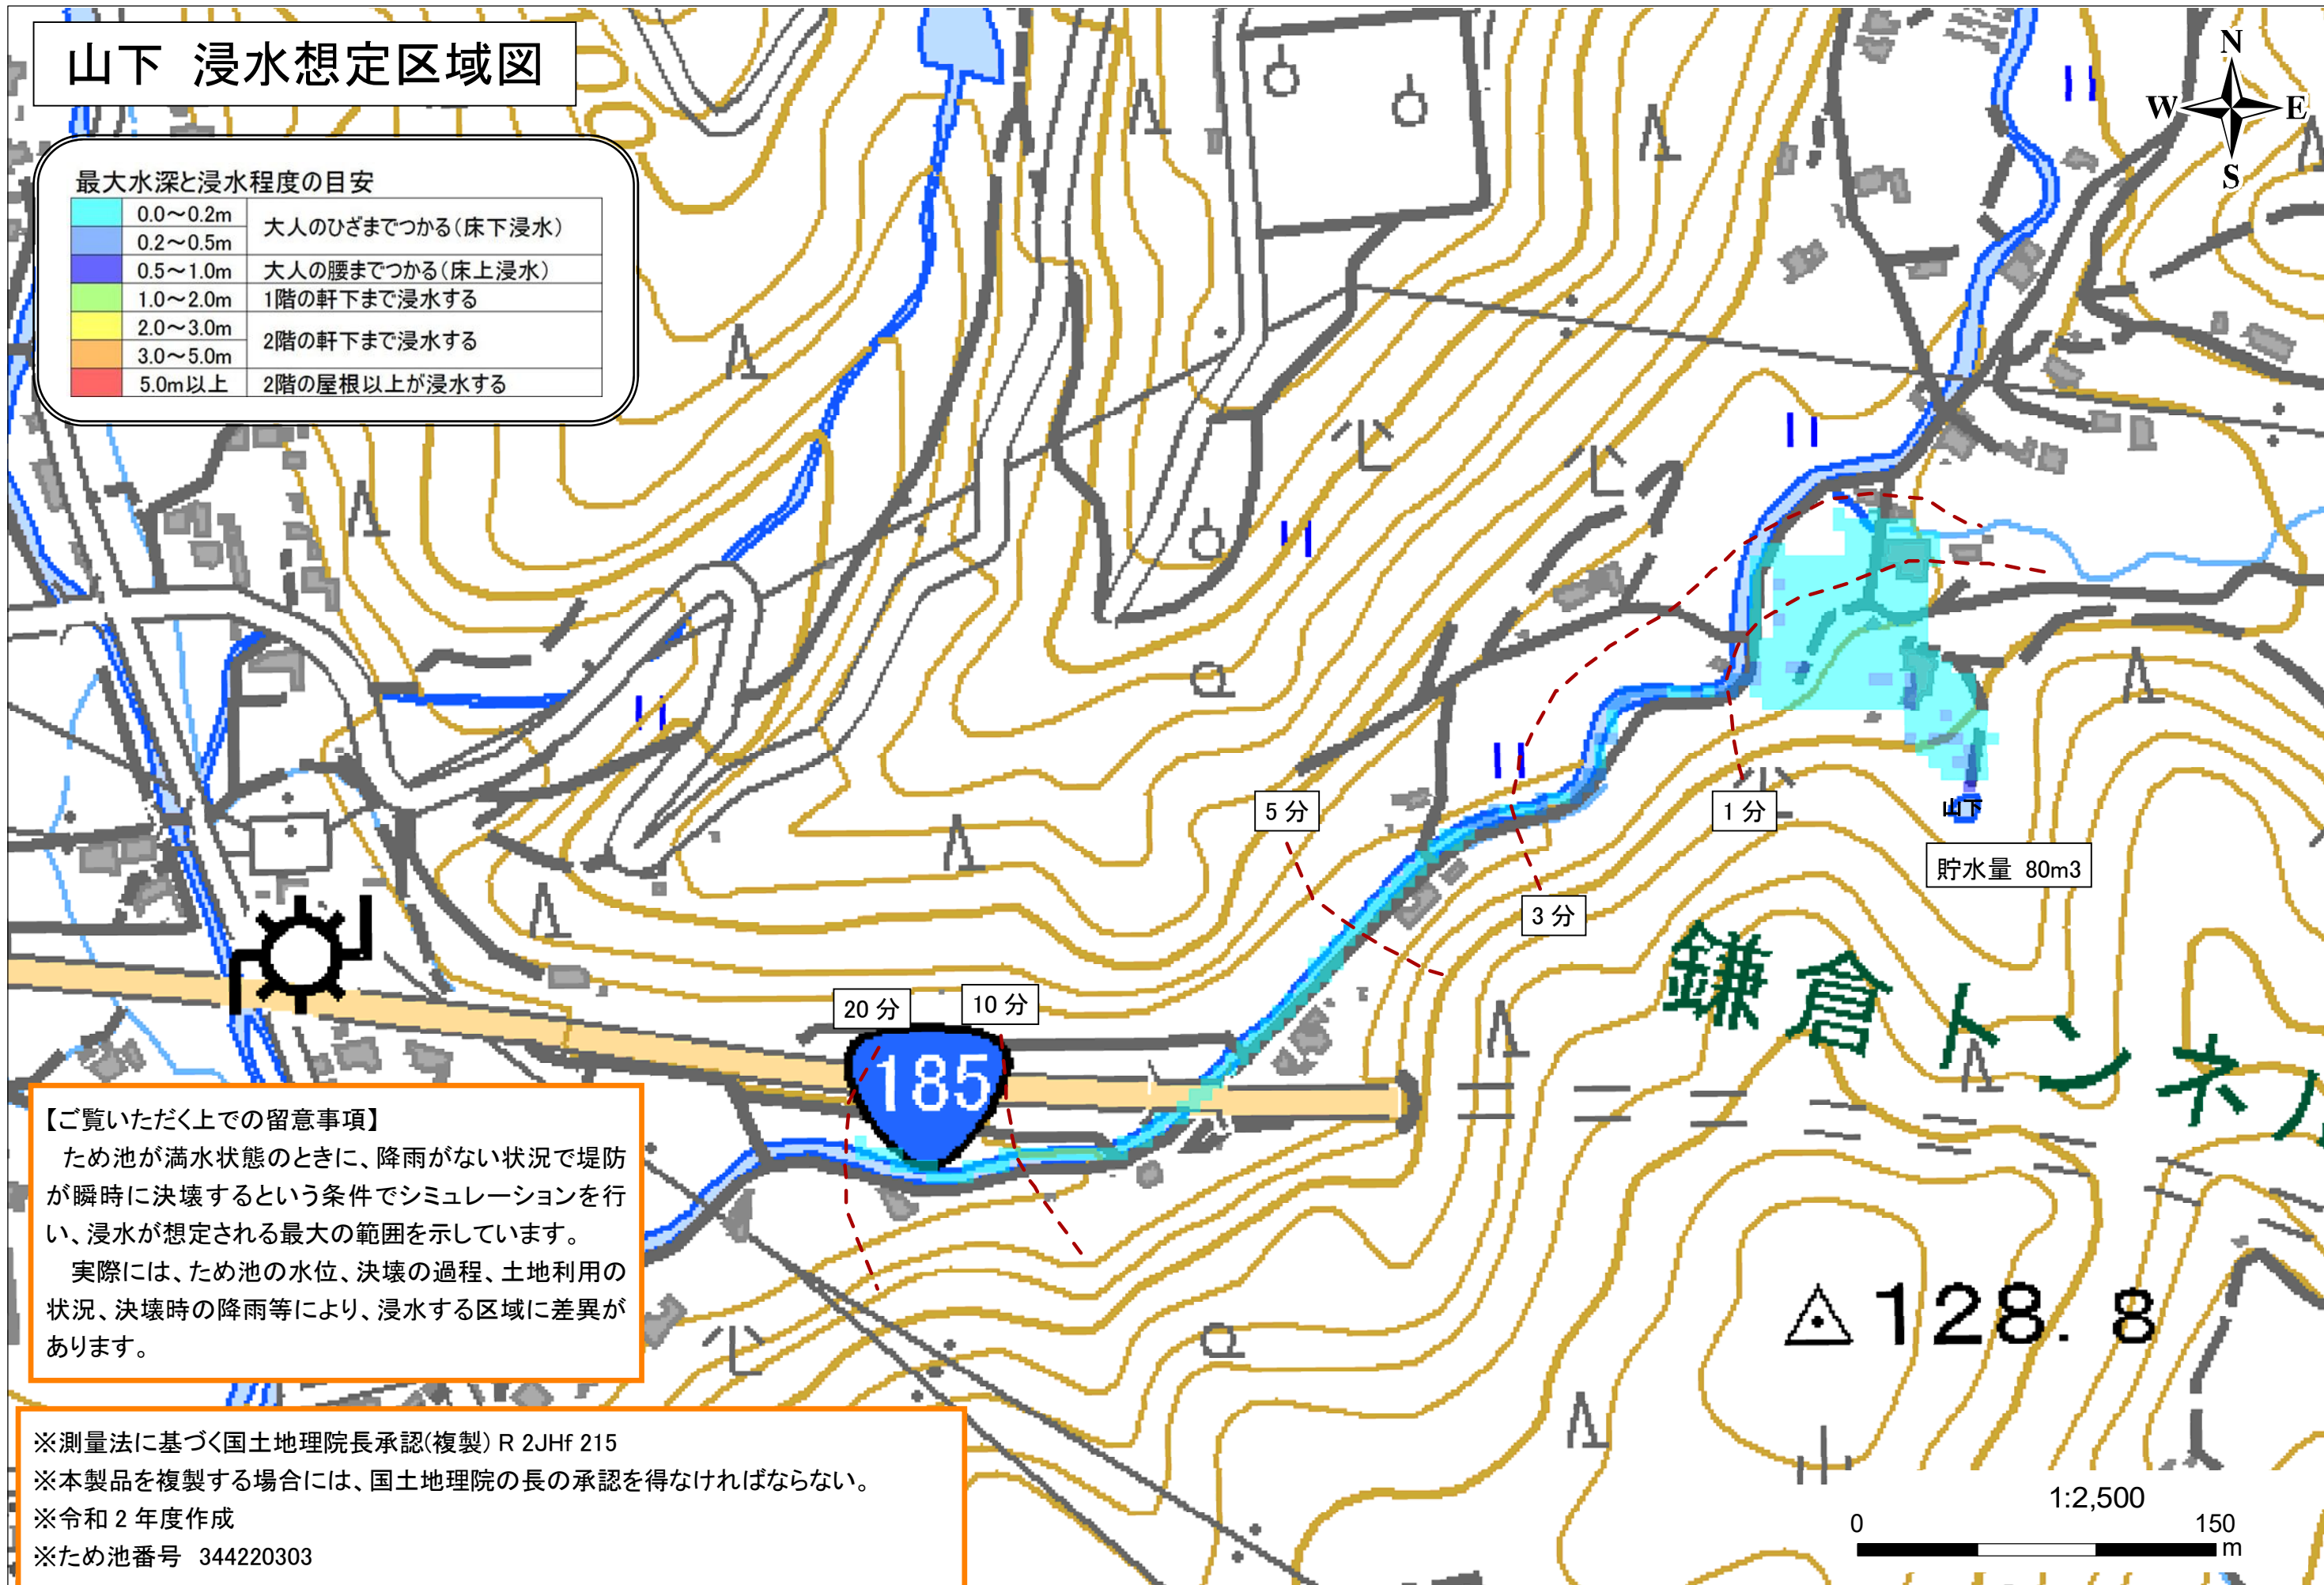 山下 浸水想定区域図
N
W E
S
最大水深と浸水程度の目安
0.0～0.2m
大人のひざまでつかる(床下浸水)
0.2～0.5m
0.5～1.0m 大人の腰までつかる(床上浸水)
1.0～2.0m 1階の軒下まで浸水する
2.0～3.0m
2階の軒下まで浸水する
3.0～5.0m
5.0m以上 2階の屋根以上が浸水する
5分
1分
山下
貯水量 80m3
3分
鎌倉トンネル
20分
10分
185
【ご覧いただく上での留意事項】
ため池が満水状態のときに、降雨がない状況で堤防
が瞬時に決壊するという条件でシミュレーションを行
い、浸水が想定される最大の範囲を示しています。
実際には、ため池の水位、決壊の過程、土地利用の
状況、決壊時の降雨等により、浸水する区域に差異が
あります。
128.8
※測量法に基づく国土地理院長承認(複製) R 2JHf 215
※本製品を複製する場合には、国土地理院の長の承認を得なければならない。
※令和2年度作成
※ため池番号 344220303
1:2,500
0 150
m